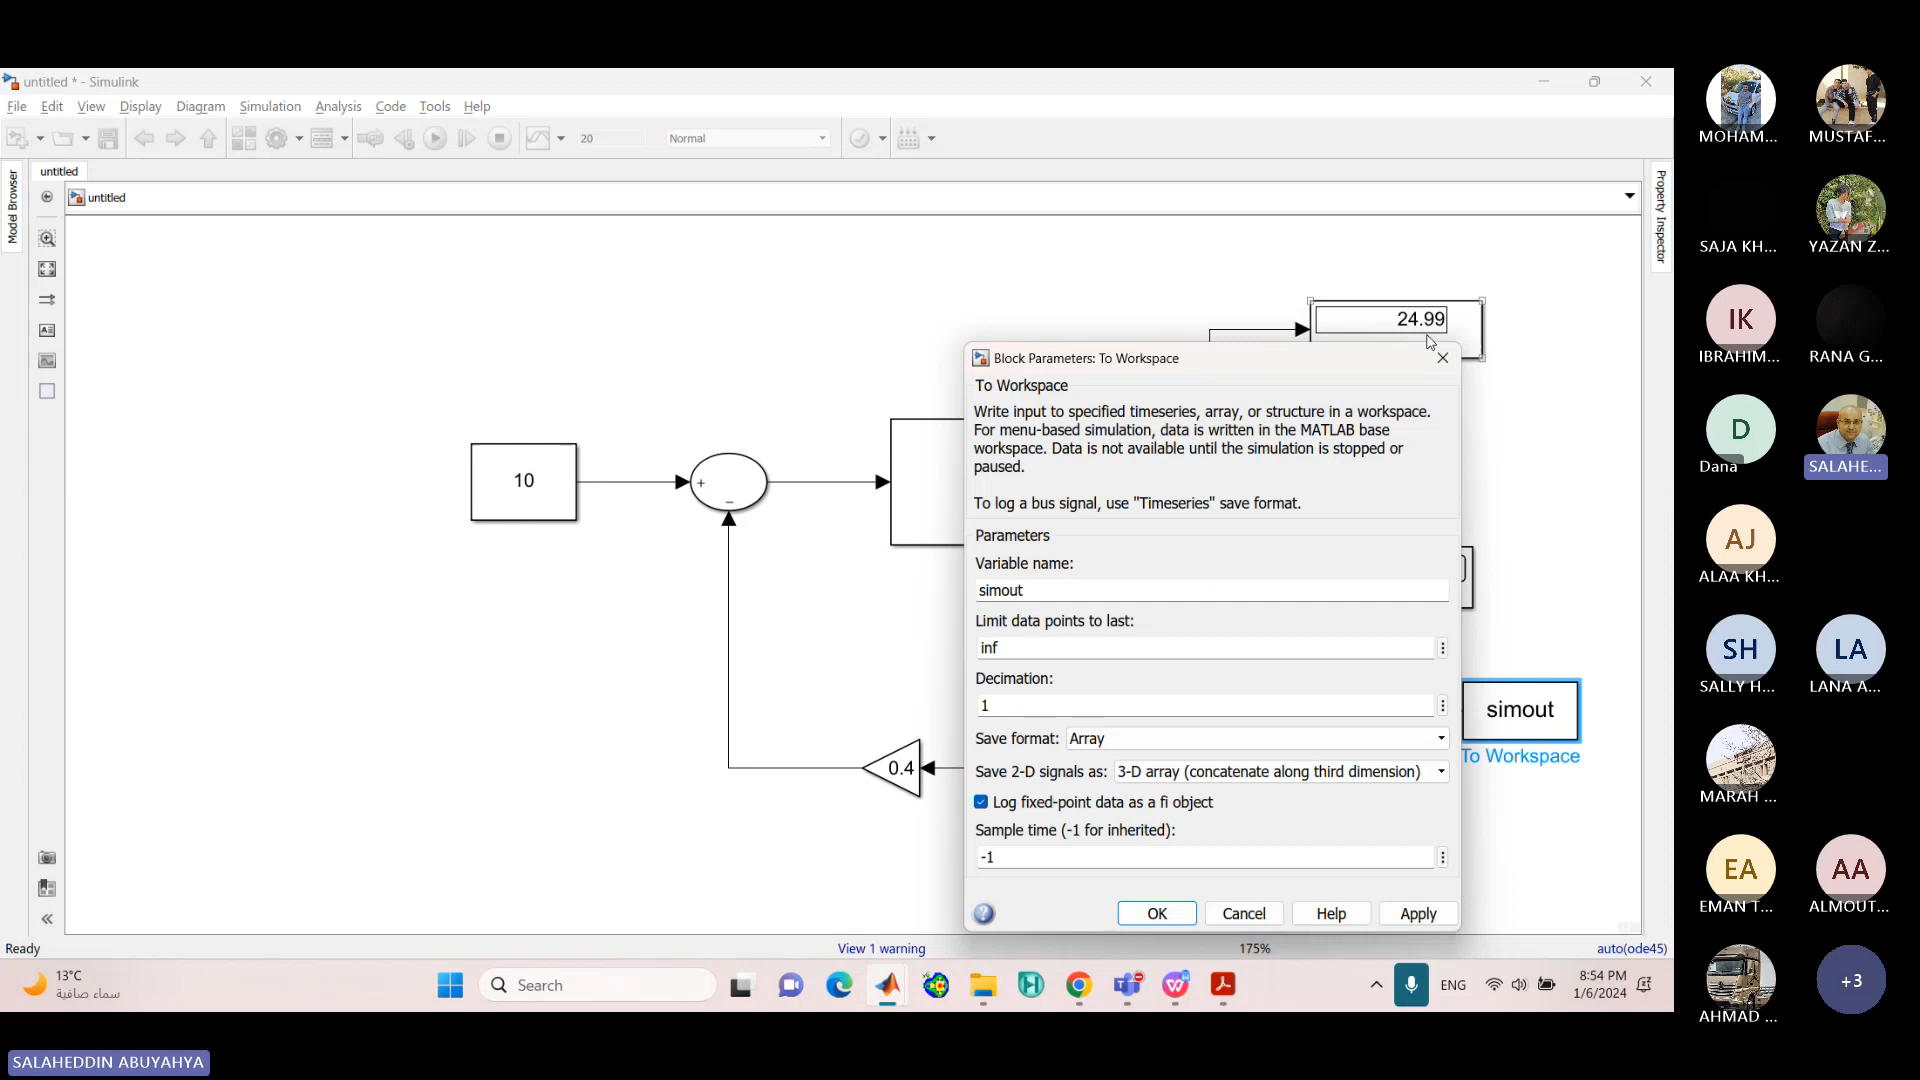 untitled * - Simulink
File Edit View Display Diagram Simulation Analysis Code Tools Help
20
Normal
untitled
untitled
Model Browser
Property Inspector
24.99
10
+
−
0.4
simout
To Workspace
Block Parameters: To Workspace
To Workspace
Write input to specified timeseries, array, or structure in a workspace.
For menu-based simulation, data is written in the MATLAB base
workspace. Data is not available until the simulation is stopped or
paused.
To log a bus signal, use "Timeseries" save format.
Parameters
Variable name:
simout
Limit data points to last:
inf
Decimation:
1
Save format: Array
Save 2-D signals as: 3-D array (concatenate along third dimension)
Log fixed-point data as a fi object
Sample time (-1 for inherited):
-1
OK Cancel Help Apply
Ready View 1 warning 175% auto(ode45)
13°C
سماء صافية
Search
ENG
8:54 PM
1/6/2024
MOHAM... MUSTAF...
SAJA KH... YAZAN Z...
IK
IBRAHIM... RANA G...
D
Dana SALAHE...
AJ
ALAA KH...
SH LA
SALLY H... LANA A...
MARAH ...
EA AA
EMAN T... ALMOUT...
+3
AHMAD ...
SALAHEDDIN ABUYAHYA